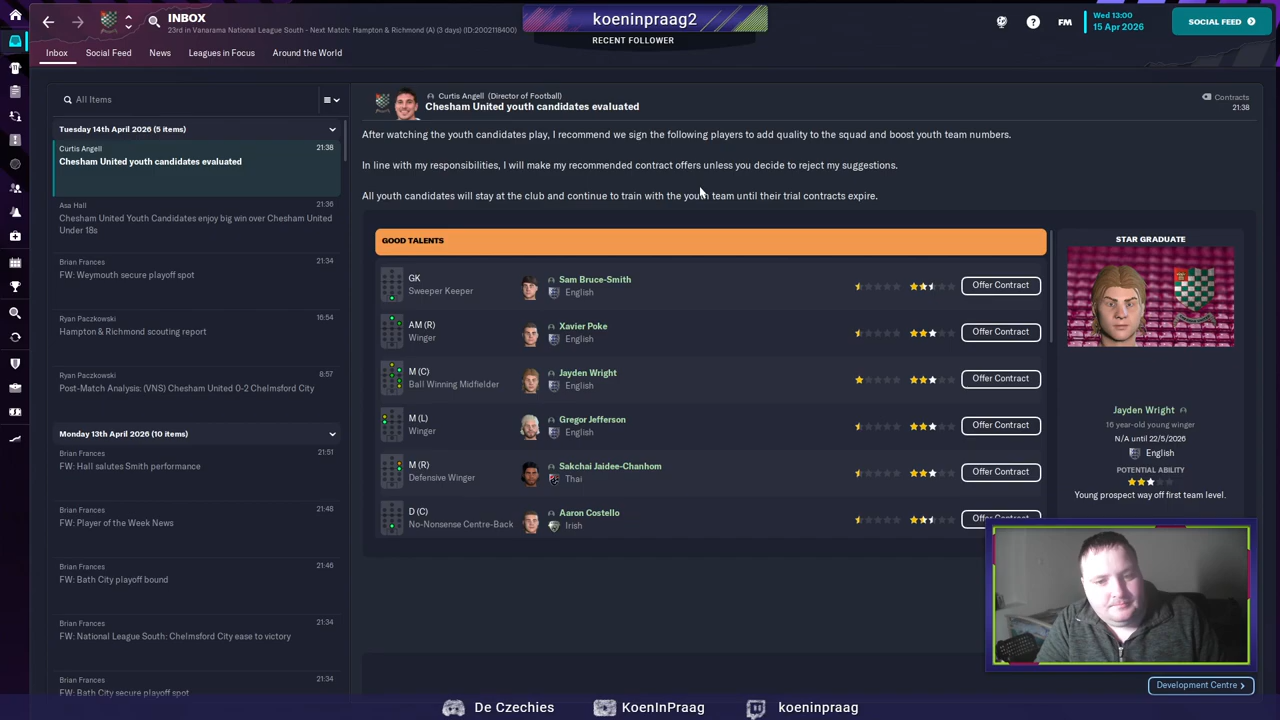 INBOX
23rd in Vanarama National League South - Next Match: Hampton & Richmond (A) (3 days) (ID:2002118400)
koeninpraag2
RECENT FOLLOWER
FM
Wed 13:00
15 Apr 2026
SOCIAL FEED
Inbox
Social Feed
News
Leagues in Focus
Around the World
All Items
Tuesday 14th April 2026 (5 items)
Curtis Angell
21:38
Chesham United youth candidates evaluated
Asa Hall
21:36
Chesham United Youth Candidates enjoy big win over Chesham United
Under 18s
Brian Frances
21:34
FW: Weymouth secure playoff spot
Ryan Paczkowski
16:54
Hampton & Richmond scouting report
Ryan Paczkowski
8:57
Post-Match Analysis: (VNS) Chesham United 0-2 Chelmsford City
Monday 13th April 2026 (10 items)
Brian Frances
21:51
FW: Hall salutes Smith performance
Brian Frances
21:48
FW: Player of the Week News
Brian Frances
21:46
FW: Bath City playoff bound
Brian Frances
21:34
FW: National League South: Chelmsford City ease to victory
Brian Frances
21:34
FW: Bath City secure playoff spot
Curtis Angell (Director of Football)
Chesham United youth candidates evaluated
Contracts
21:38
After watching the youth candidates play, I recommend we sign the following players to add quality to the squad and boost youth team numbers.
In line with my responsibilities, I will make my recommended contract offers unless you decide to reject my suggestions.
All youth candidates will stay at the club and continue to train with the youth team until their trial contracts expire.
GOOD TALENTS
GK
Sweeper Keeper
Sam Bruce-Smith
English
Offer Contract
AM (R)
Winger
Xavier Poke
English
Offer Contract
M (C)
Ball Winning Midfielder
Jayden Wright
English
Offer Contract
M (L)
Winger
Gregor Jefferson
English
Offer Contract
M (R)
Defensive Winger
Sakchai Jaidee-Chanhom
Thai
Offer Contract
D (C)
No-Nonsense Centre-Back
Aaron Costello
Irish
Offer Contract
STAR GRADUATE
Jayden Wright
16 year-old young winger
N/A until 22/5/2026
English
POTENTIAL ABILITY
Young prospect way off first team level.
Development Centre
De Czechies
KoenInPraag
koeninpraag